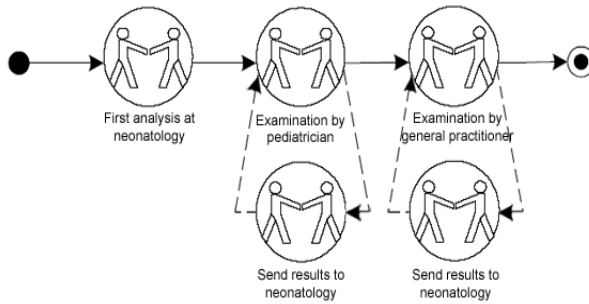 First analysis at
neonatology
Examination by
pediatrician
Examination by
general practitioner
Send results to
neonatology
Send results to
neonatology